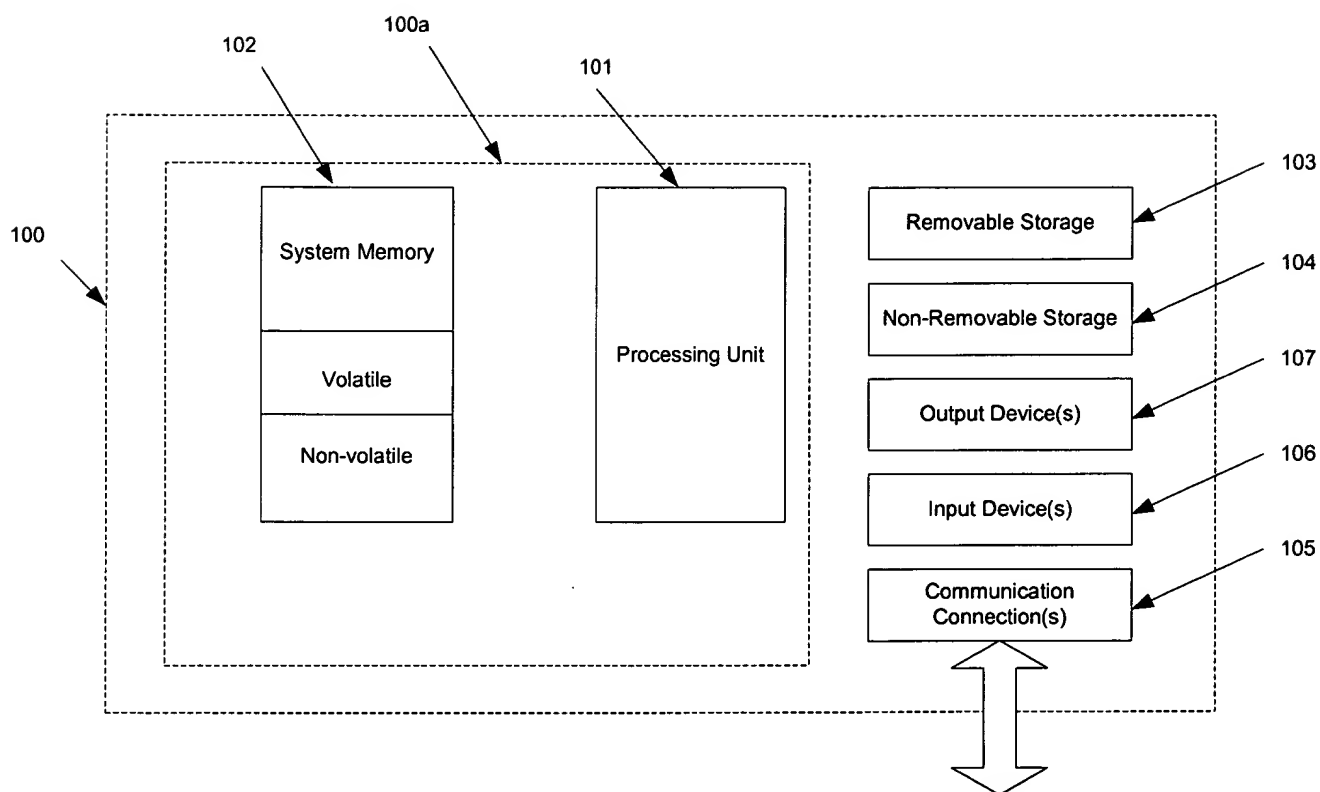 100a
102
101
103
100
System Memory
Removable Storage
104
Non-Removable Storage
Processing Unit
107
Volatile
Output Device(s)
106
Non-volatile
Input Device(s)
105
Communication
Connection(s)